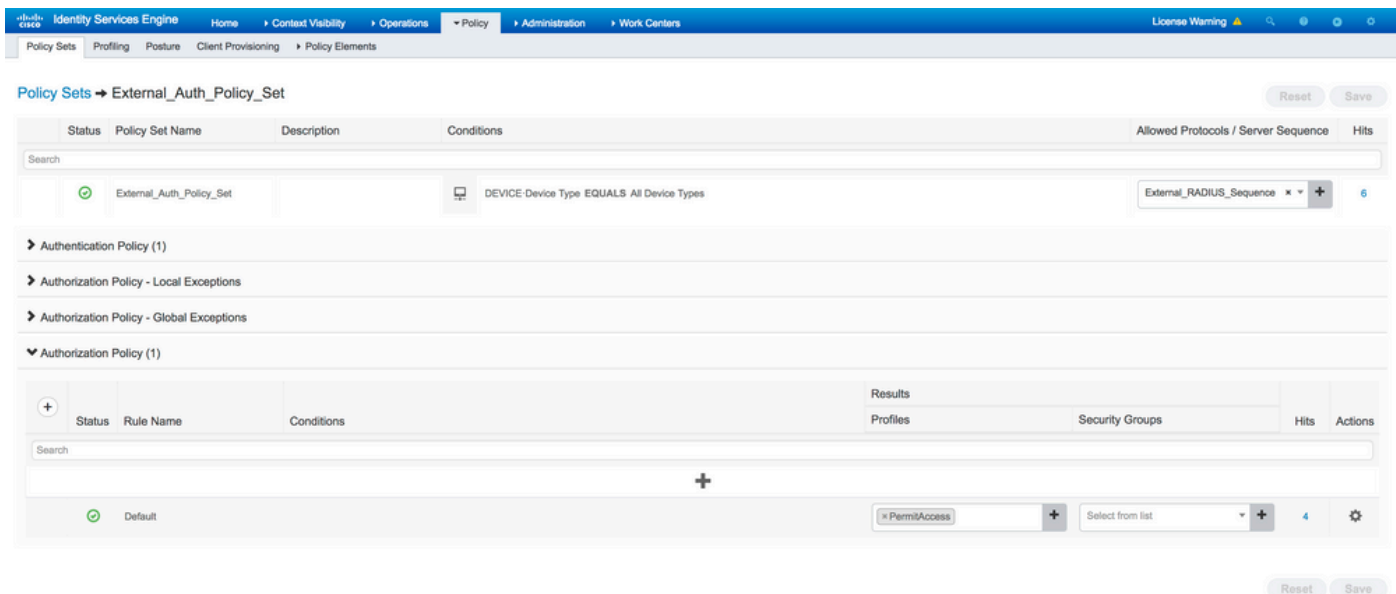 cisco Identity Services Engine Home Context Visibility Operations Policy Administration Work Centers License Warning
Policy Sets Profiling Posture Client Provisioning Policy Elements
Policy Sets → External_Auth_Policy_Set
Reset Save
Status Policy Set Name Description Conditions Allowed Protocols / Server Sequence Hits
Search
External_Auth_Policy_Set DEVICE·Device Type EQUALS All Device Types External_RADIUS_Sequence × + 6
Authentication Policy (1)
Authorization Policy - Local Exceptions
Authorization Policy - Global Exceptions
Authorization Policy (1)
Results
+ Status Rule Name Conditions Profiles Security Groups Hits Actions
Search
+
Default × PermitAccess + Select from list + 4
Reset Save